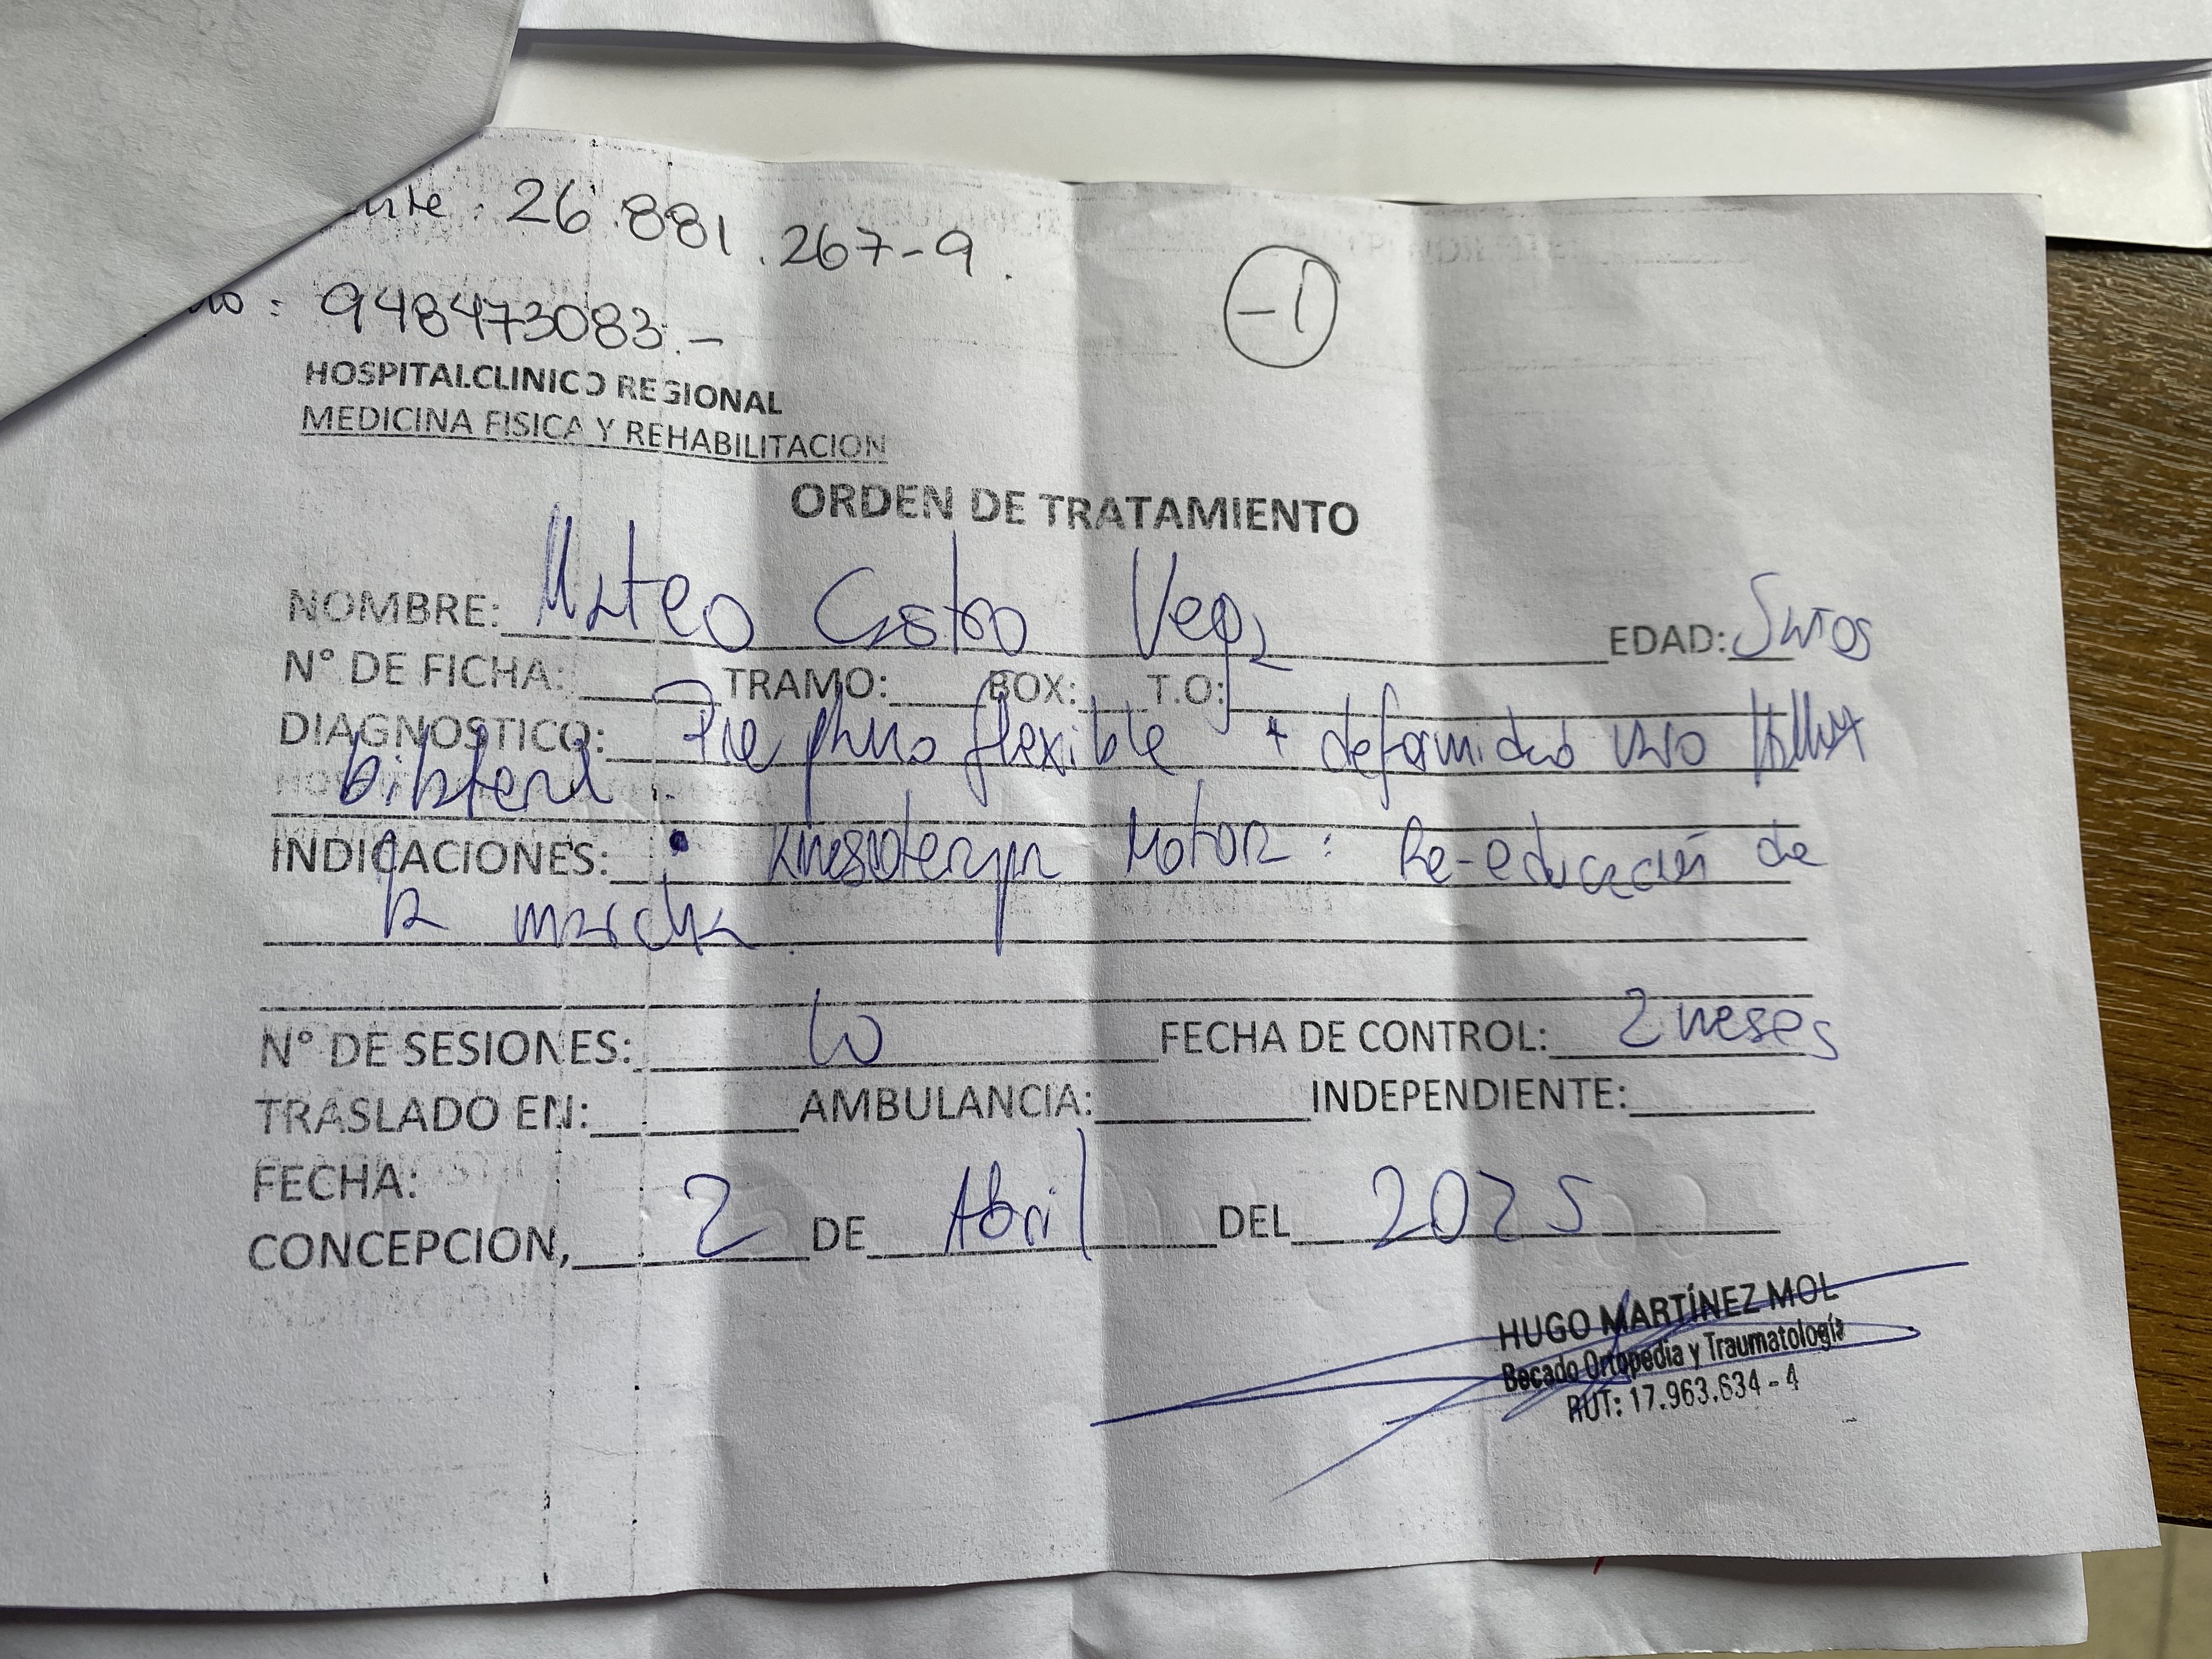 ente: 26.881.267-9.
no: 948473083.-
-1
HOSPITALCLINICO REGIONAL
MEDICINA FISICA Y REHABILITACION
ORDEN DE TRATAMIENTO
NOMBRE: Mateo Castro Vega EDAD: 5 años
N° DE FICHA: TRAMO: BOX: T.O:
DIAGNOSTICO: Pie plano flexible + deformidad valgo Hallux
bilateral
INDICACIONES: • Kinesioterapia Motora: Re-educación de
la marcha
N° DE SESIONES: 10 FECHA DE CONTROL: 2 meses
TRASLADO EN: AMBULANCIA: INDEPENDIENTE:
FECHA:
CONCEPCION, 2 DE Abril DEL 2025
HUGO MARTÍNEZ MOL
Becado Ortopedia y Traumatología
RUT: 17.963.634-4